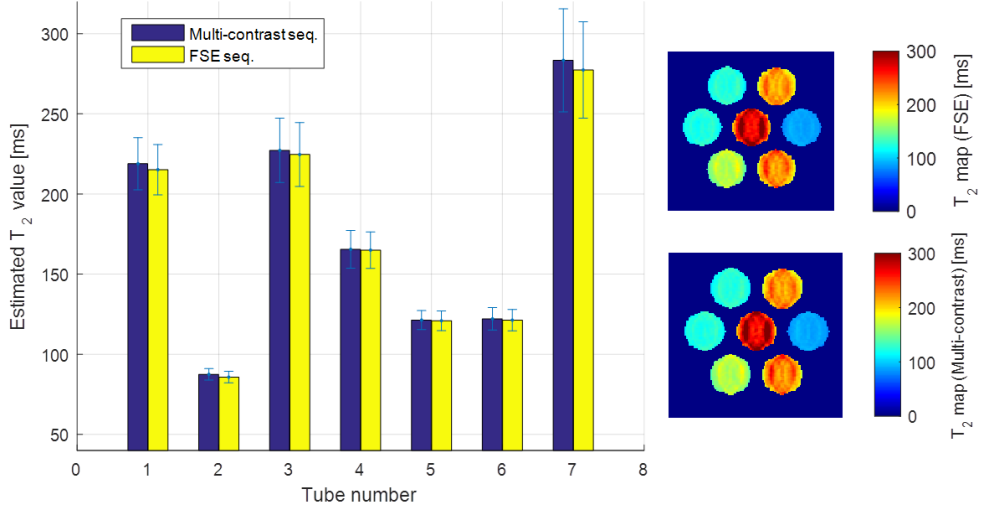 Multi-contrast seq.
FSE seq.
Estimated T2 value [ms]
300
250
200
150
100
50
0 1 2 3 4 5 6 7 8
Tube number
300
200
100
0
T2 map (FSE) [ms]
300
200
100
0
T2 map (Multi-contrast) [ms]